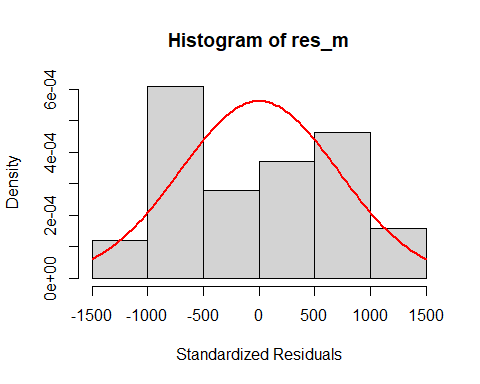 Histogram of res_m
Density
6e-04
4e-04
2e-04
0e+00
-1500 -1000 -500 0 500 1000 1500
Standardized Residuals